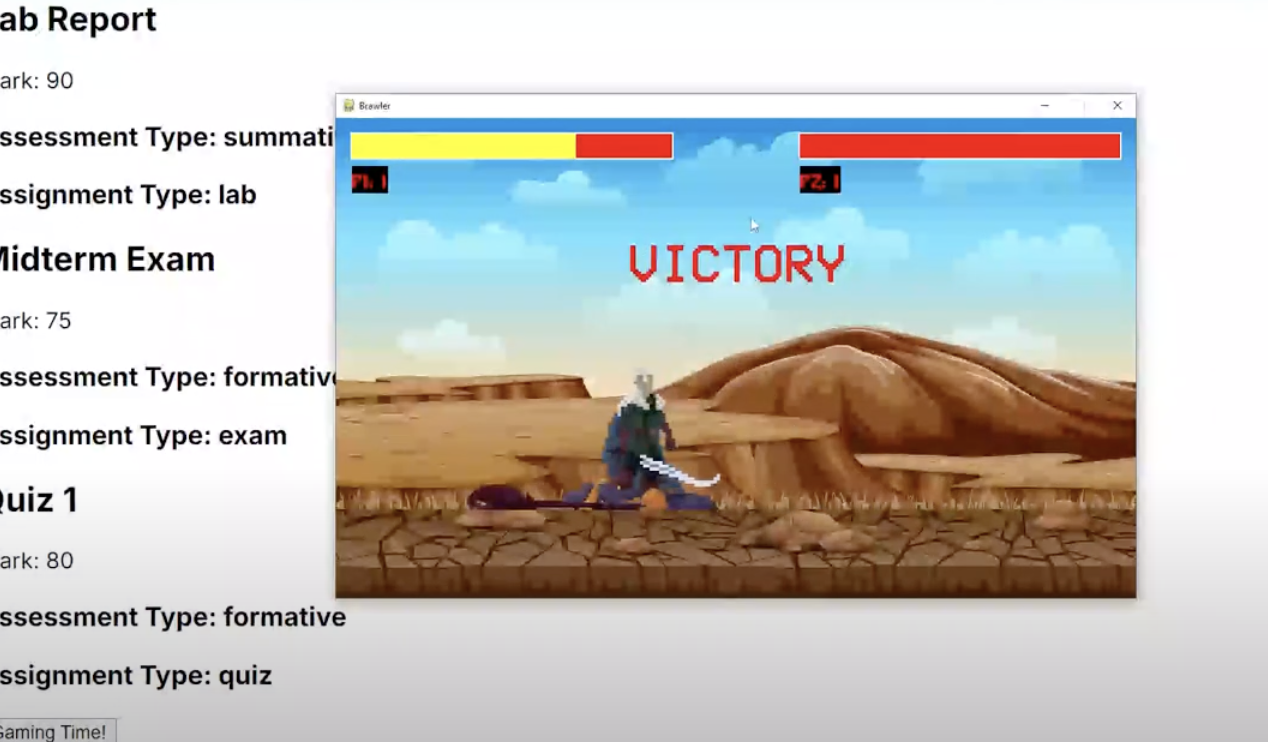 ab Report
ark: 90
ssessment Type: summati
ssignment Type: lab
Midterm Exam
ark: 75
ssessment Type: formative
ssignment Type: exam
Quiz 1
ark: 80
ssessment Type: formative
ssignment Type: quiz
Gaming Time!
Brawler
P1: 1
P2: 1
VICTORY